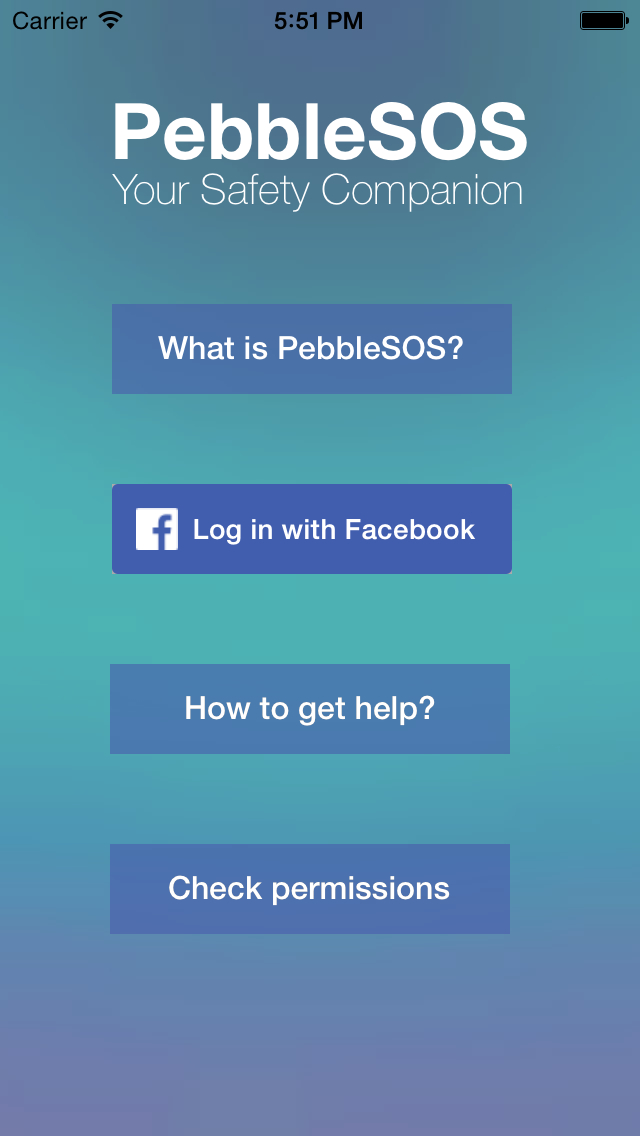 Carrier 5:51 PM
PebbleSOS
Your Safety Companion
What is PebbleSOS?
Log in with Facebook
How to get help?
Check permissions